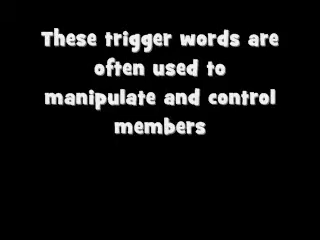 These trigger words are
often used to
manipulate and control
members